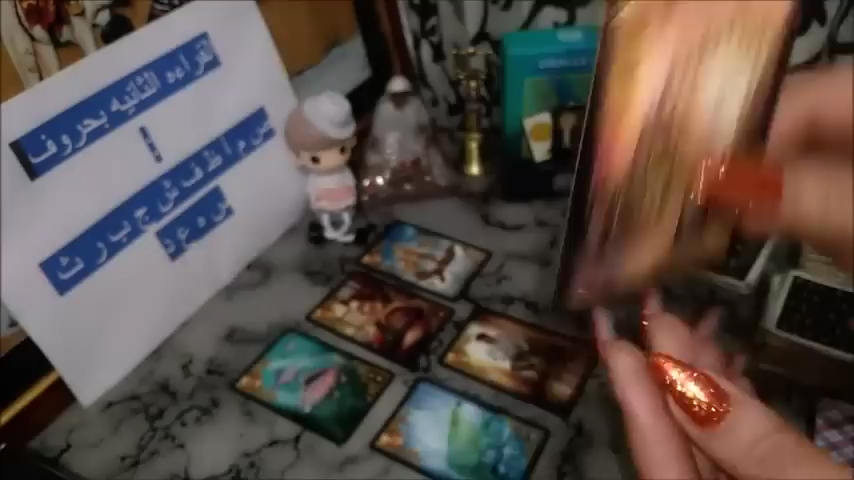 القراءه الثانيه بحروف
أ
س م أ ظ ف ش ج ب ر ث
س ه ع د